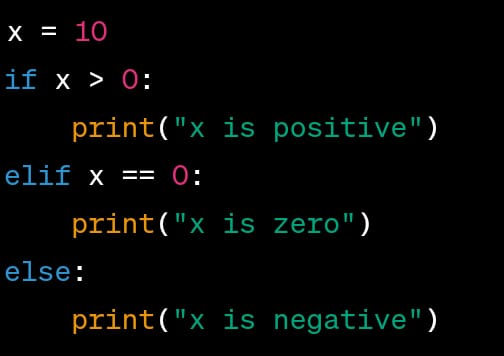 x = 10
if x > 0:
    print("x is positive")
elif x == 0:
    print("x is zero")
else:
    print("x is negative")